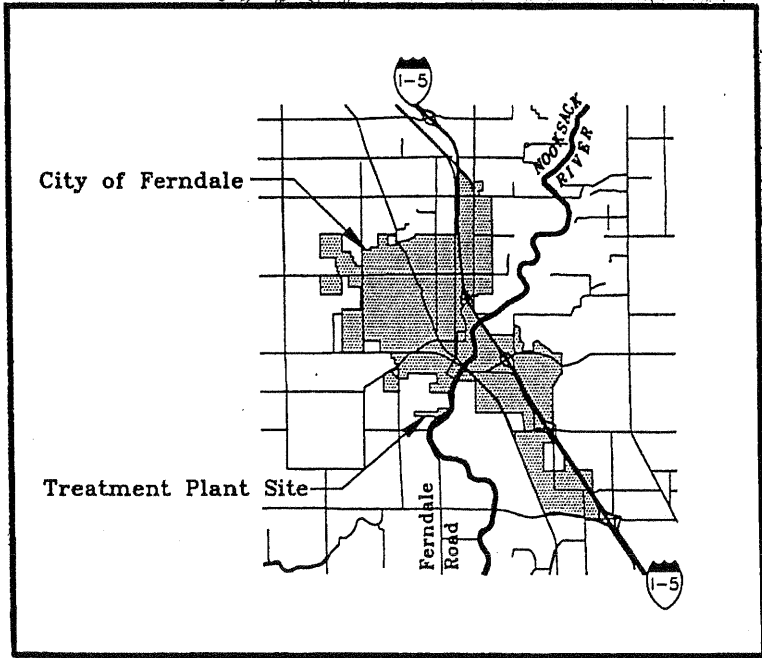 I-5
NOOKSACK
RIVER
City of Ferndale
Treatment Plant Site
Ferndale
Road
I-5